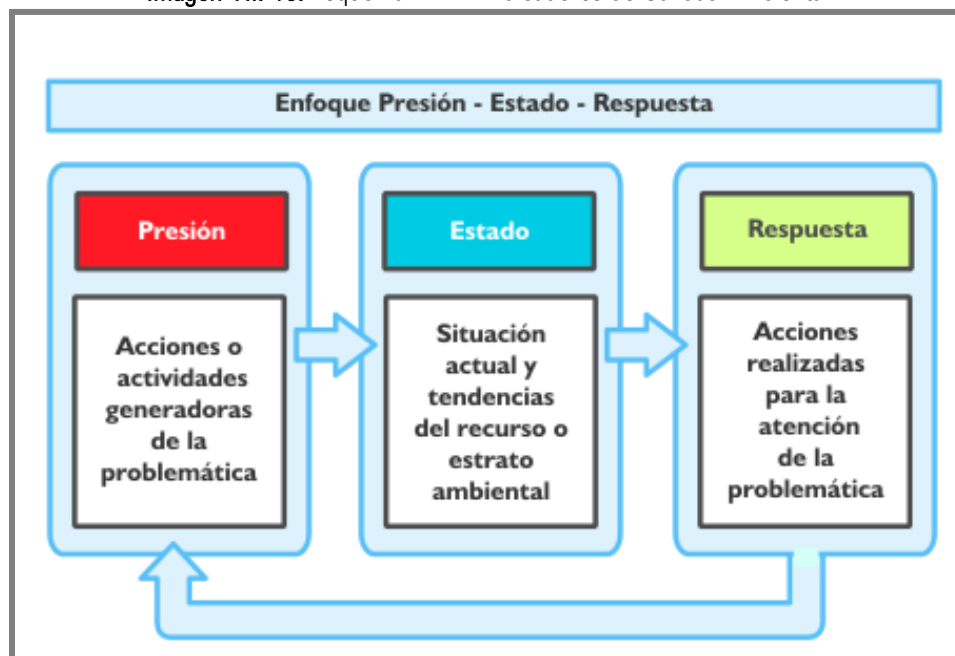 Enfoque Presión - Estado - Respuesta
Presión
Acciones o
actividades
generadoras
de la
problemática
Estado
Situación
actual y
tendencias
del recurso o
estrato
ambiental
Respuesta
Acciones
realizadas
para la
atención
de la
problemática